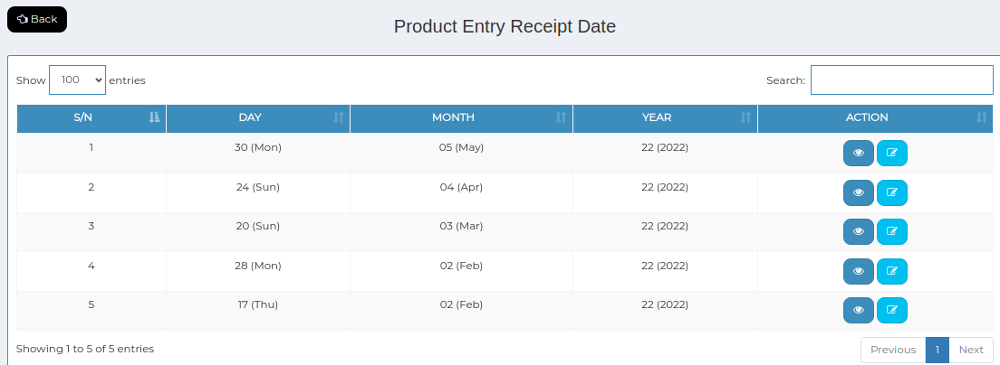 Back
Product Entry Receipt Date
Show 100 entries Search:
S/N DAY MONTH YEAR ACTION
1 30 (Mon) 05 (May) 22 (2022)
2 24 (Sun) 04 (Apr) 22 (2022)
3 20 (Sun) 03 (Mar) 22 (2022)
4 28 (Mon) 02 (Feb) 22 (2022)
5 17 (Thu) 02 (Feb) 22 (2022)
Showing 1 to 5 of 5 entries Previous 1 Next